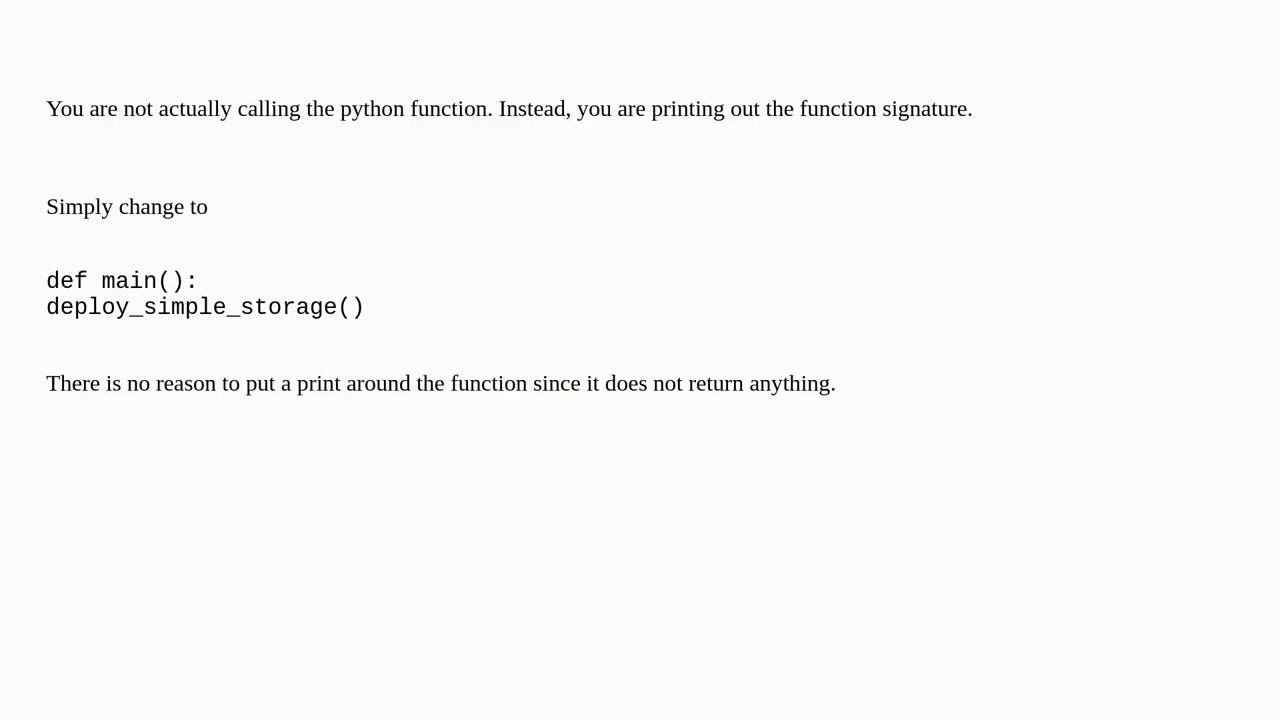 You are not actually calling the python function. Instead, you are printing out the function signature.
Simply change to
def main():
deploy_simple_storage()
There is no reason to put a print around the function since it does not return anything.